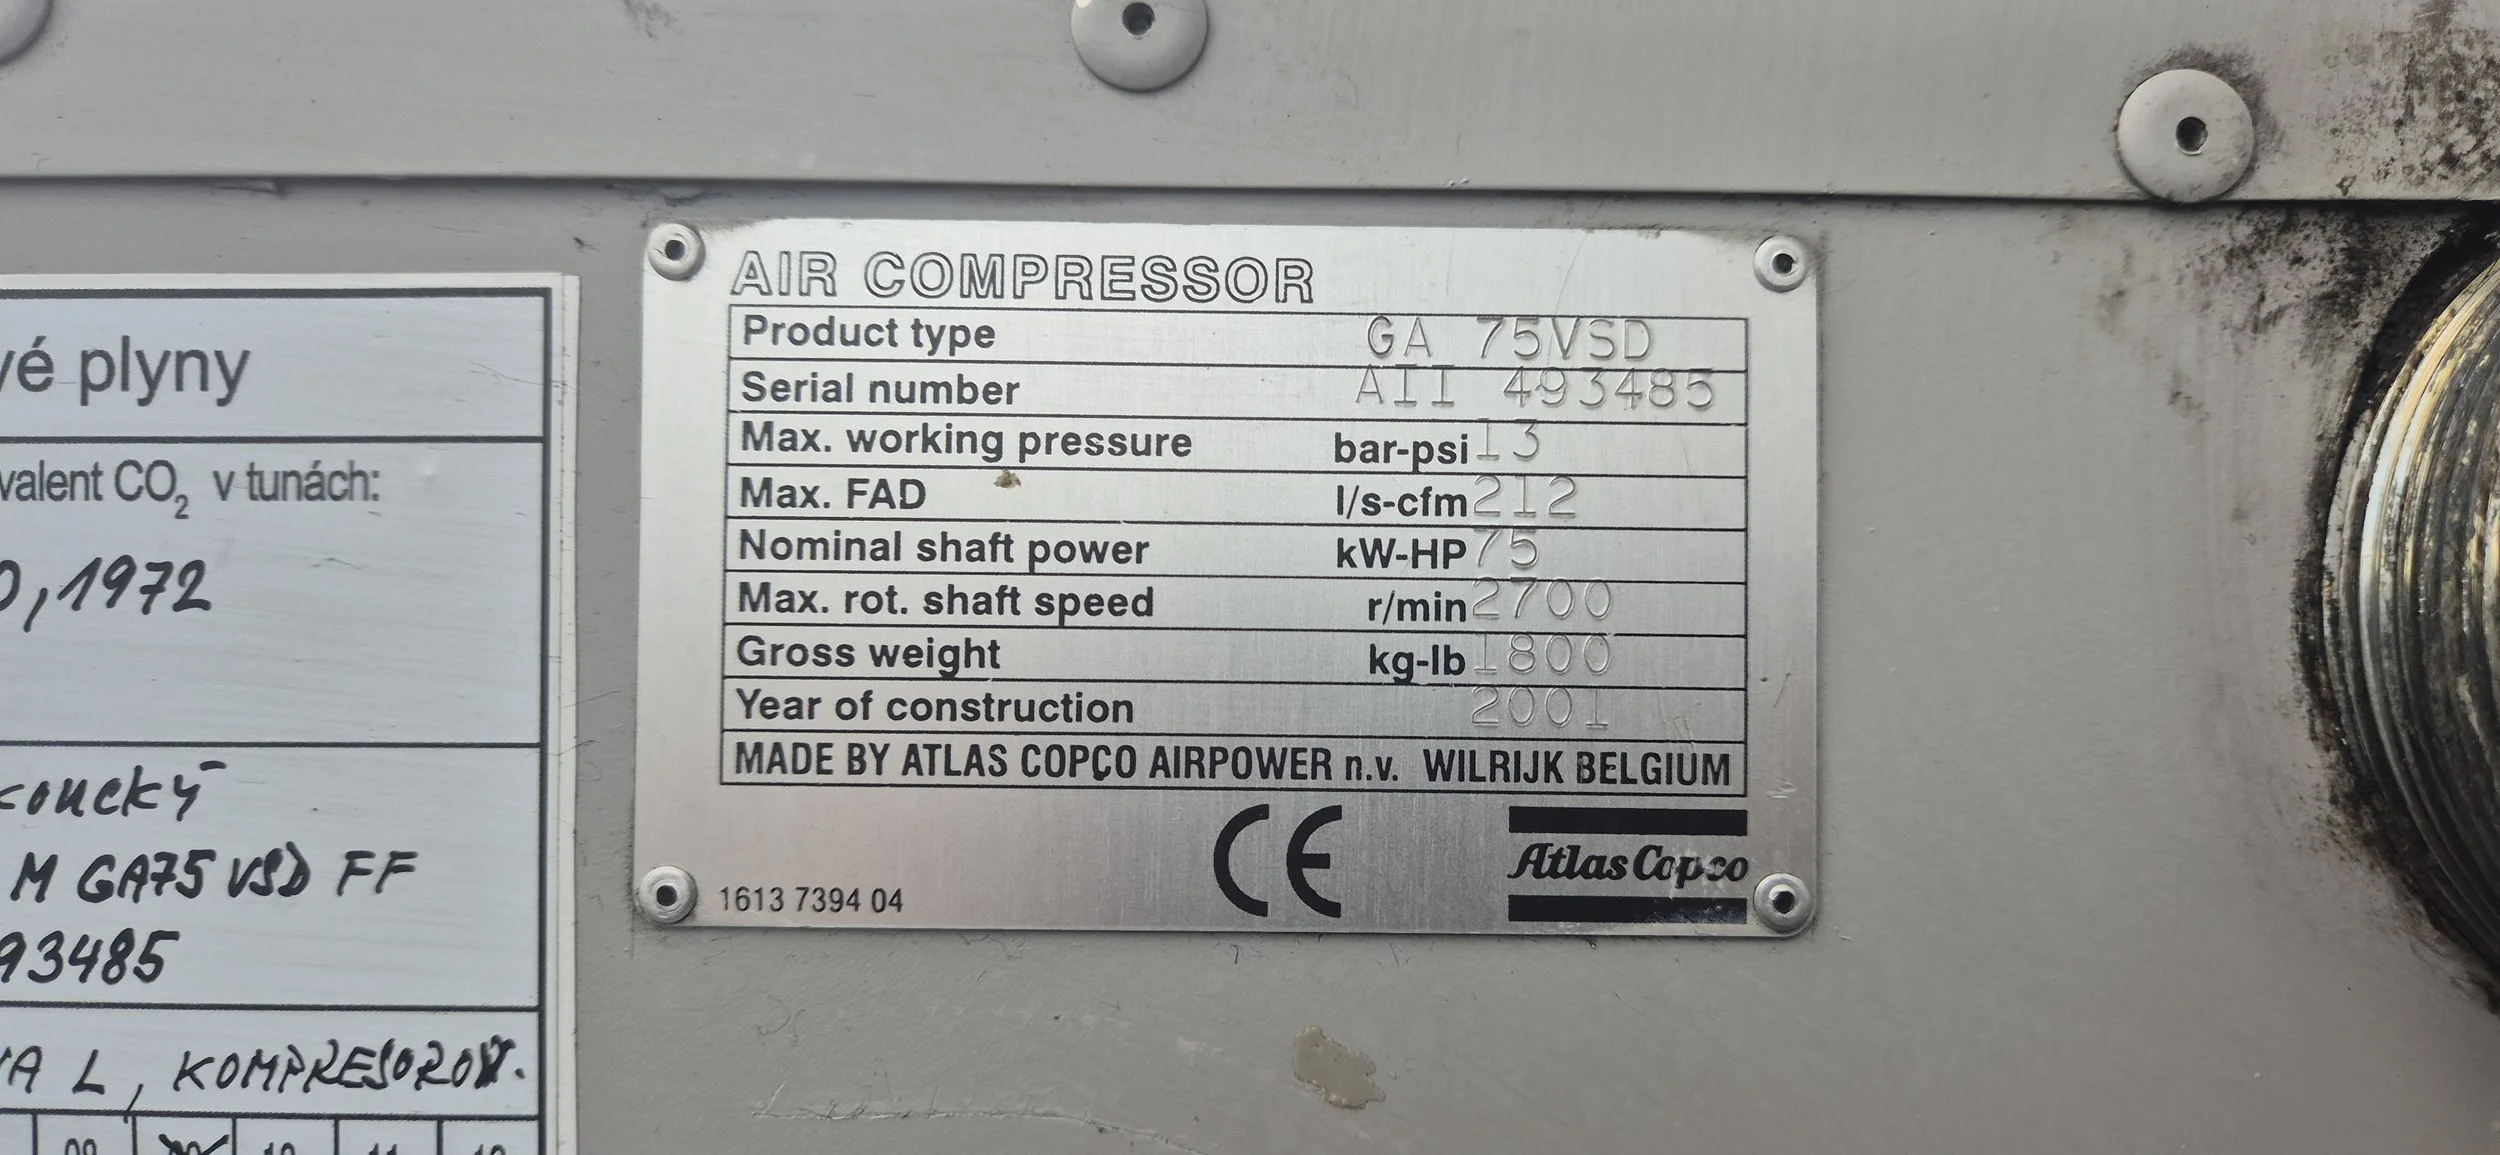 vé plyny
valent CO2 v tunách:
0,1972
koucký
M GA75 VSD FF
93485
A L, KOMPRESOROV.
AIR COMPRESSOR
Product type GA 75VSD
Serial number AII 493485
Max. working pressure bar-psi 13
Max. FAD l/s-cfm 212
Nominal shaft power kW-HP 75
Max. rot. shaft speed r/min 2700
Gross weight kg-lb 1800
Year of construction 2001
MADE BY ATLAS COPCO AIRPOWER n.v. WILRIJK BELGIUM
1613 7394 04
CE
Atlas Copco